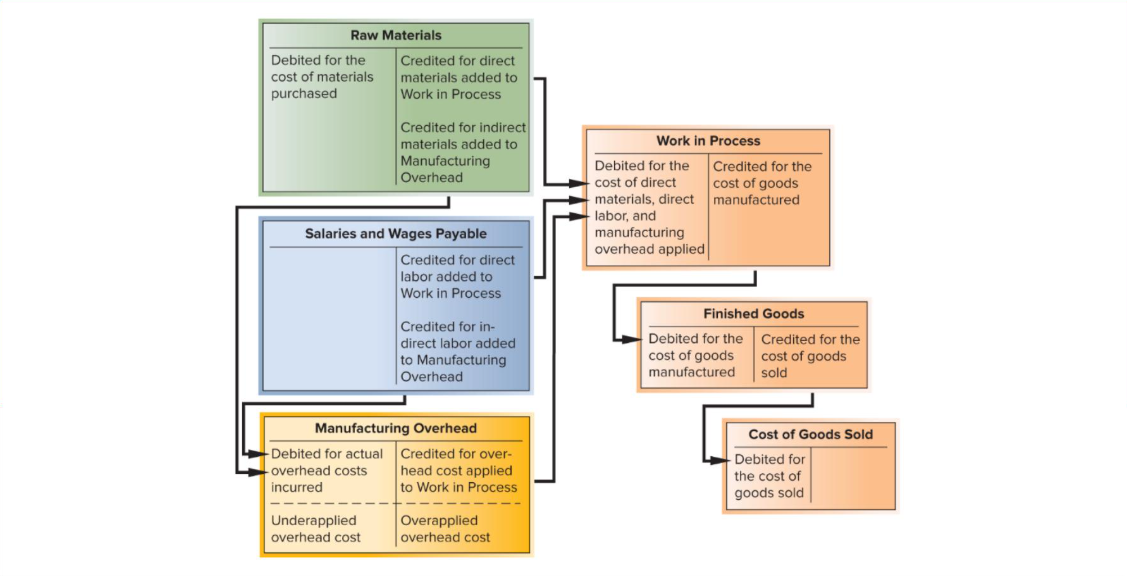 Raw Materials
Debited for the
cost of materials
purchased
Credited for direct
materials added to
Work in Process
Credited for indirect
materials added to
Manufacturing
Overhead
Salaries and Wages Payable
Credited for direct
labor added to
Work in Process
Credited for in-
direct labor added
to Manufacturing
Overhead
Manufacturing Overhead
Debited for actual
overhead costs
incurred
Credited for over-
head cost applied
to Work in Process
Underapplied
overhead cost
Overapplied
overhead cost
Work in Process
Debited for the
cost of direct
materials, direct
labor, and
manufacturing
overhead applied
Credited for the
cost of goods
manufactured
Finished Goods
Debited for the
cost of goods
manufactured
Credited for the
cost of goods
sold
Cost of Goods Sold
Debited for
the cost of
goods sold